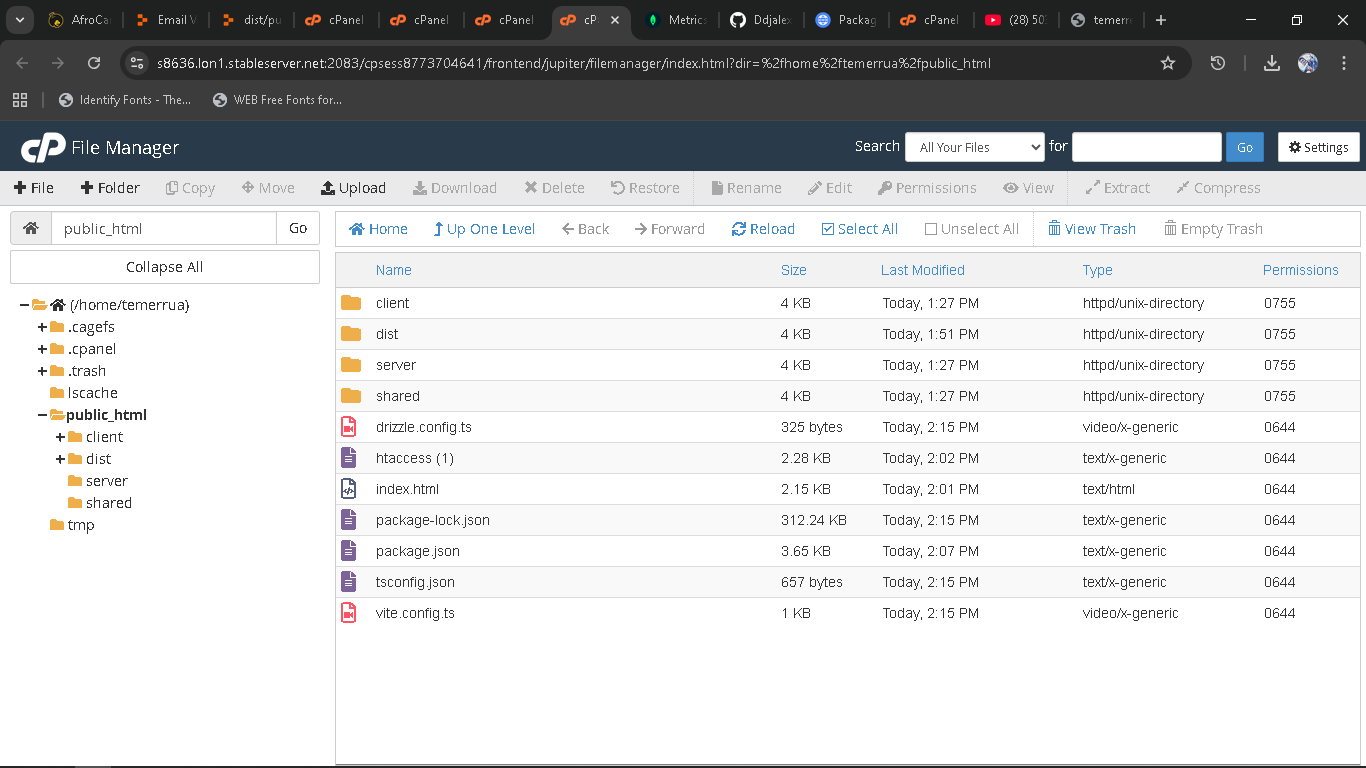 AfroCa
Email V
dist/pu
cPanel
cPanel
cPanel
cP
Metrics
Ddjalex
Packag
cPanel
(28) 50
temerr
s8636.lon1.stableserver.net:2083/cpsess8773704641/frontend/jupiter/filemanager/index.html?dir=%2fhome%2ftemerrua%2fpublic_html
Identify Fonts - The... WEB Free Fonts for...
cP File Manager Search All Your Files for Go Settings
File Folder Copy Move Upload Download Delete Restore Rename Edit Permissions View Extract Compress
public_html Go
Collapse All
(/home/temerrua)
.cagefs
.cpanel
.trash
lscache
public_html
client
dist
server
shared
tmp
Home Up One Level Back Forward Reload Select All Unselect All View Trash Empty Trash
Name Size Last Modified Type Permissions
client 4 KB Today, 1:27 PM httpd/unix-directory 0755
dist 4 KB Today, 1:51 PM httpd/unix-directory 0755
server 4 KB Today, 1:27 PM httpd/unix-directory 0755
shared 4 KB Today, 1:27 PM httpd/unix-directory 0755
drizzle.config.ts 325 bytes Today, 2:15 PM video/x-generic 0644
htaccess (1) 2.28 KB Today, 2:02 PM text/x-generic 0644
index.html 2.15 KB Today, 2:01 PM text/html 0644
package-lock.json 312.24 KB Today, 2:15 PM text/x-generic 0644
package.json 3.65 KB Today, 2:07 PM text/x-generic 0644
tsconfig.json 657 bytes Today, 2:15 PM text/x-generic 0644
vite.config.ts 1 KB Today, 2:15 PM video/x-generic 0644